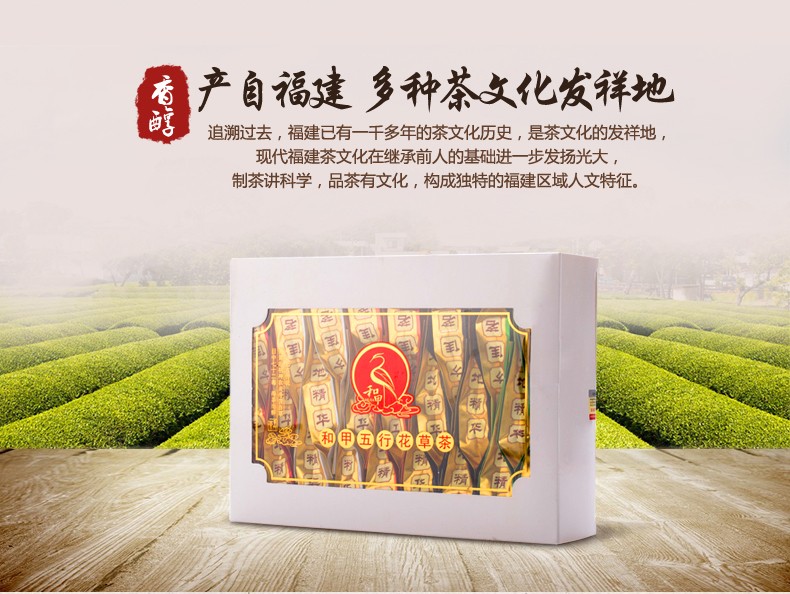 香醇
产自福建 多种茶文化发祥地
追溯过去，福建已有一千多年的茶文化历史，是茶文化的发祥地，
现代福建茶文化在继承前人的基础进一步发扬光大，
制茶讲科学，品茶有文化，构成独特的福建区域人文特征。
和甲
和甲五行花草茶